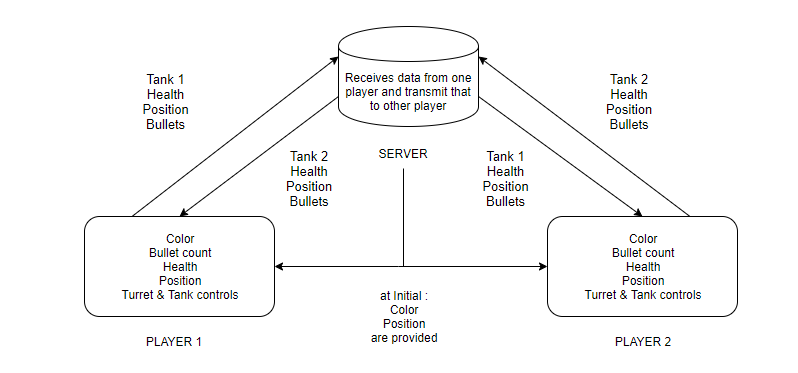 Receives data from one
player and transmit that
to other player
SERVER
Tank 1
Health
Position
Bullets
Tank 2
Health
Position
Bullets
Tank 2
Health
Position
Bullets
Tank 1
Health
Position
Bullets
Color
Bullet count
Health
Position
Turret & Tank controls
PLAYER 1
at Initial :
Color
Position
are provided
Color
Bullet count
Health
Position
Turret & Tank controls
PLAYER 2